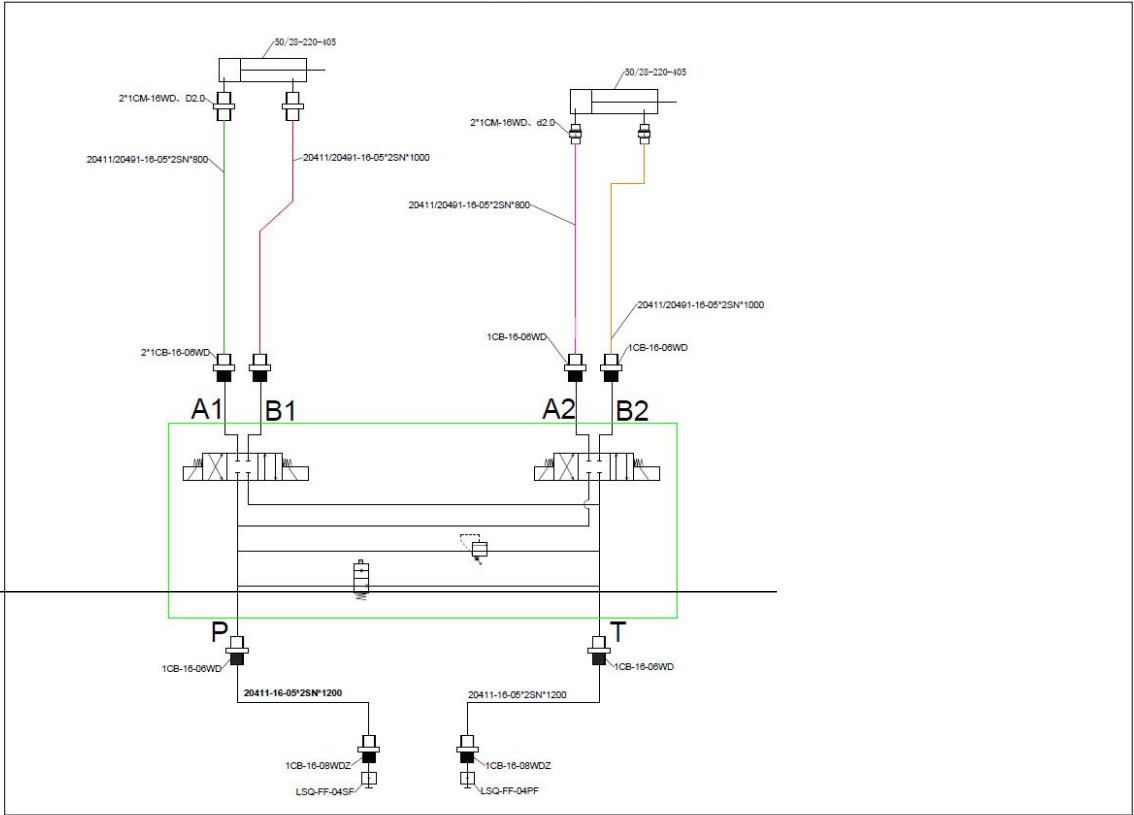 50/28-220-405
50/28-220-405
2*1CM-16WD、D2.0
2*1CM-16WD、d2.0
20411/20491-16-05*2SN*800
20411/20491-16-05*2SN*1000
20411/20491-16-05*2SN*800
20411/20491-16-05*2SN*1000
2*1CB-16-06WD
1CB-16-06WD
1CB-16-06WD
A1
B1
A2
B2
P
T
1CB-16-06WD
1CB-16-06WD
20411-16-05*2SN*1200
20411-16-05*2SN*1200
1CB-16-08WDZ
1CB-16-08WDZ
LSQ-FF-04SF
LSQ-FF-04PF